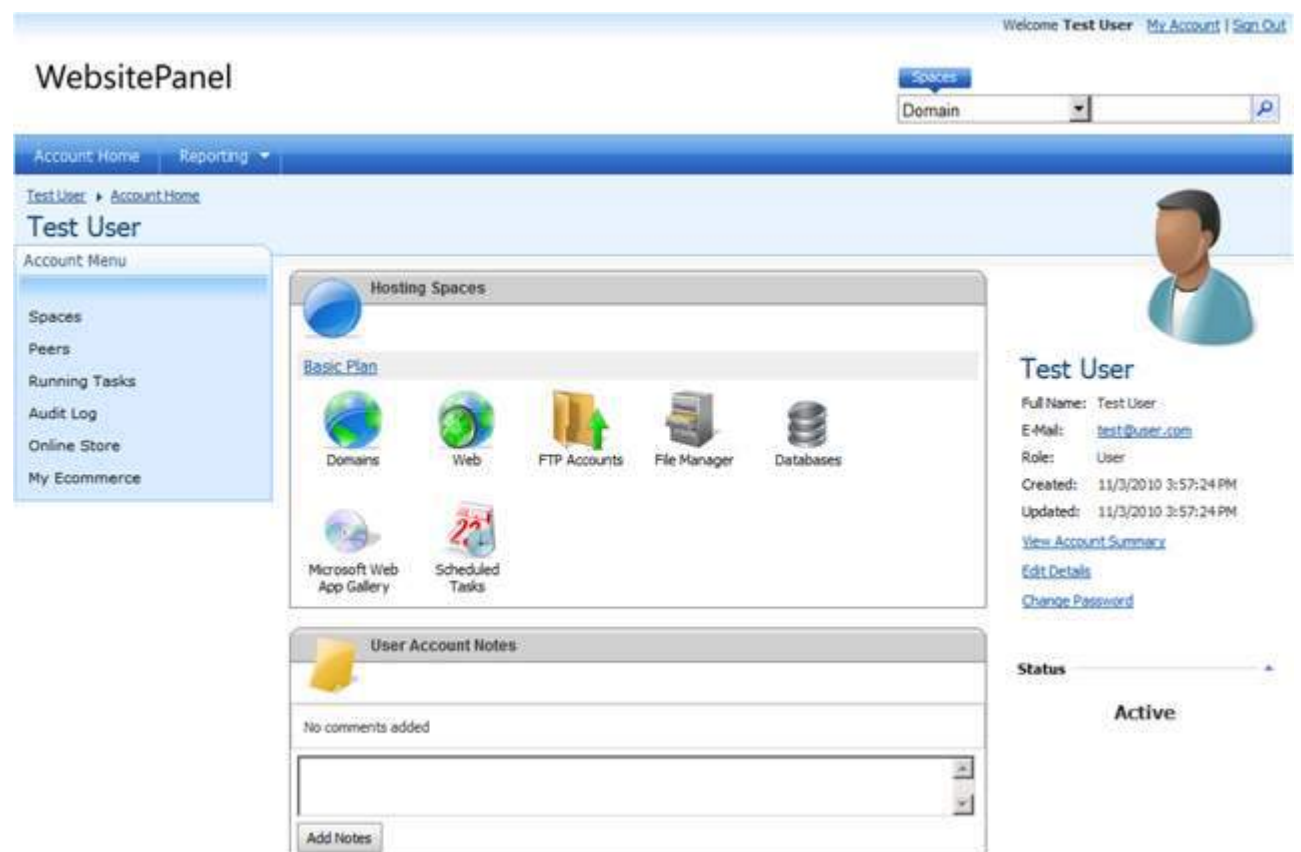 Welcome Test User My Account | Sign Out
WebsitePanel
Spaces
Domain
Account Home Reporting
Test User Account Home
Test User
Account Menu
Spaces
Peers
Running Tasks
Audit Log
Online Store
My Ecommerce
Hosting Spaces
Basic Plan
Domains Web FTP Accounts File Manager Databases
Microsoft Web App Gallery
Scheduled Tasks
User Account Notes
No comments added
Add Notes
Test User
Full Name: Test User
E-Mail: test@user.com
Role: User
Created: 11/3/2010 3:57:24 PM
Updated: 11/3/2010 3:57:24 PM
View Account Summary
Edit Details
Change Password
Status
Active